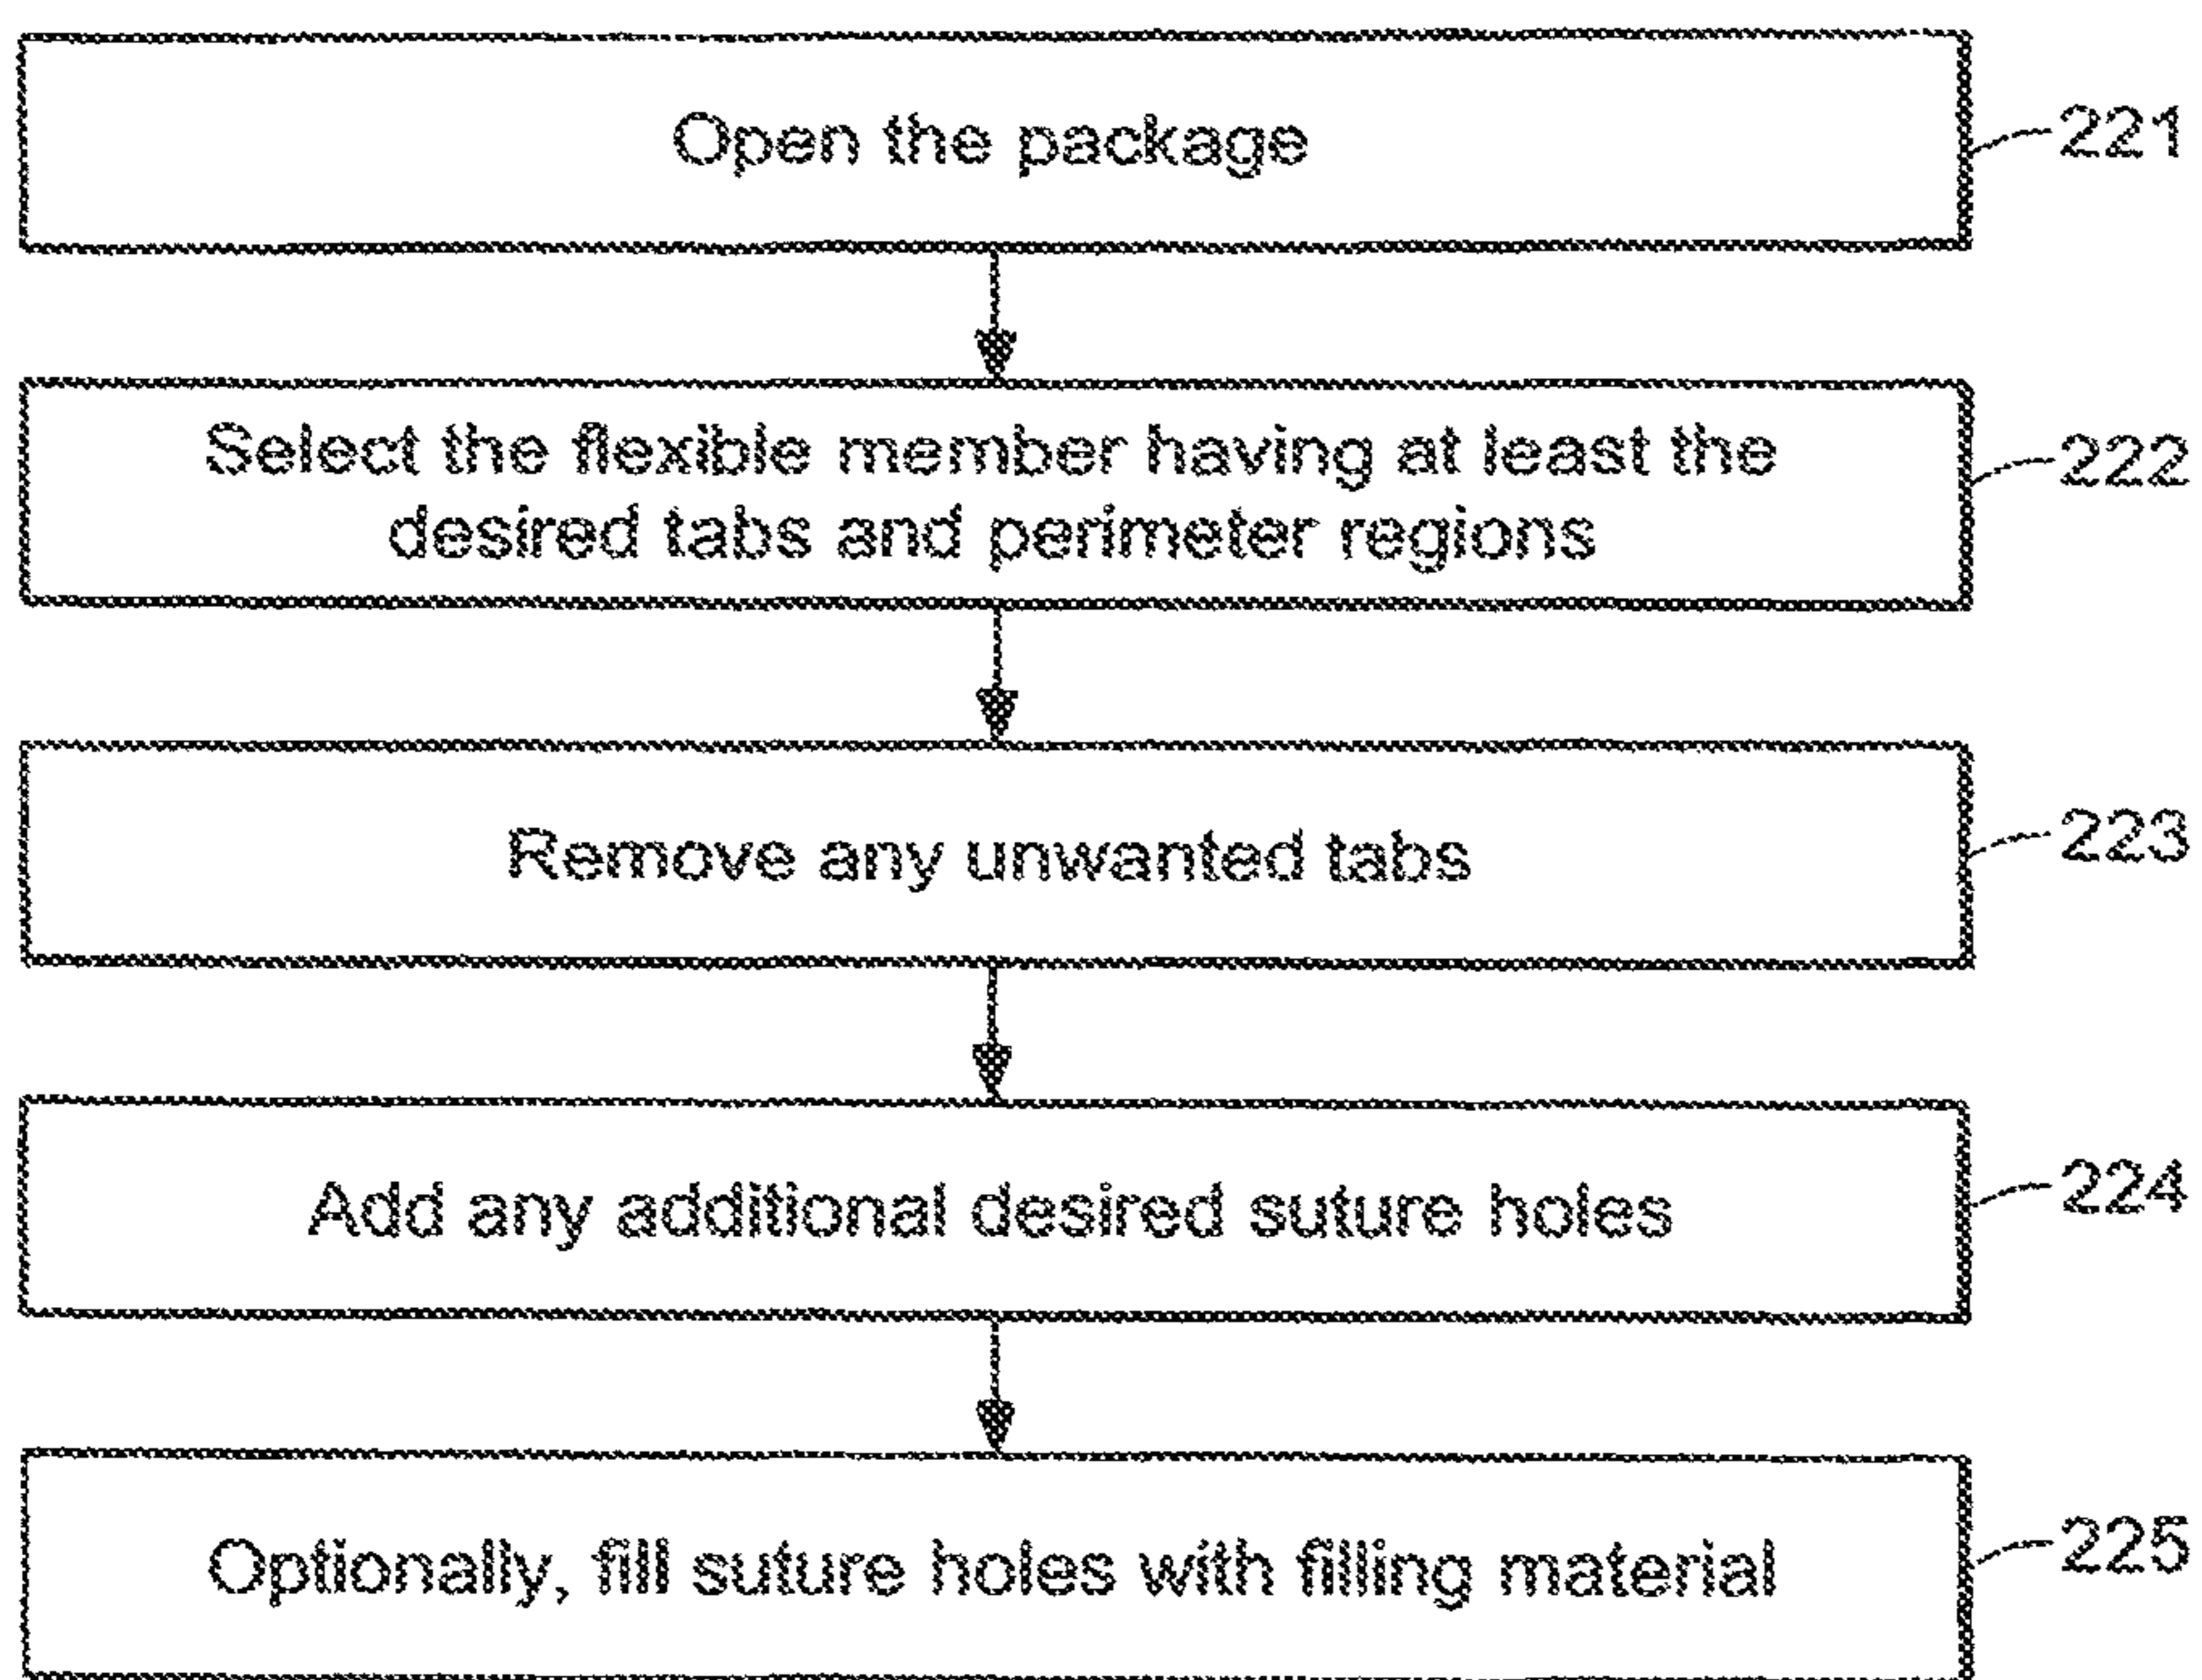 Open the package
221
Select the flexible member having at least the
desired tabs and perimeter regions
222
Remove any unwanted tabs
223
Add any additional desired suture holes
224
Optionally, fill suture holes with filling material
225